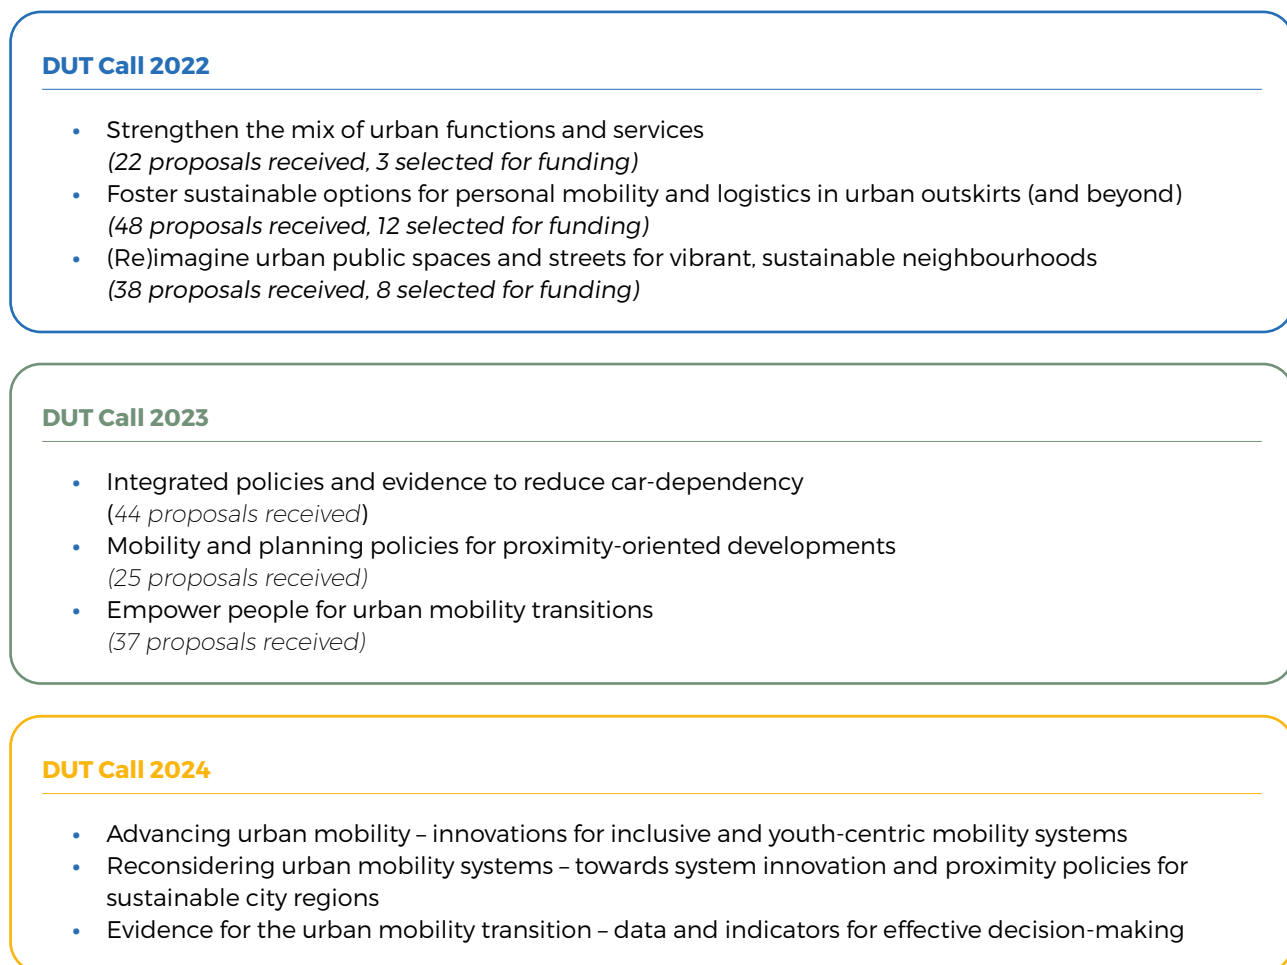 DUT Call 2022
• Strengthen the mix of urban functions and services
(22 proposals received, 3 selected for funding)
• Foster sustainable options for personal mobility and logistics in urban outskirts (and beyond)
(48 proposals received, 12 selected for funding)
• (Re)imagine urban public spaces and streets for vibrant, sustainable neighbourhoods
(38 proposals received, 8 selected for funding)
DUT Call 2023
• Integrated policies and evidence to reduce car-dependency
(44 proposals received)
• Mobility and planning policies for proximity-oriented developments
(25 proposals received)
• Empower people for urban mobility transitions
(37 proposals received)
DUT Call 2024
• Advancing urban mobility – innovations for inclusive and youth-centric mobility systems
• Reconsidering urban mobility systems – towards system innovation and proximity policies for
sustainable city regions
• Evidence for the urban mobility transition – data and indicators for effective decision-making